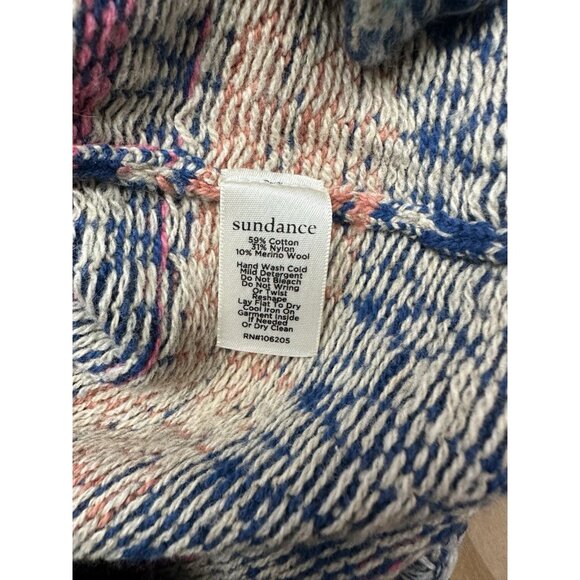 sundance
59% Cotton
31% Nylon
10% Merino Wool
Hand Wash Cold
Mild Detergent
Do Not Bleach
Do Not Wring
Or Twist
Reshape
Lay Flat To Dry
Cool Iron On
Garment Inside
If Needed
Or Dry Clean
RN#106205